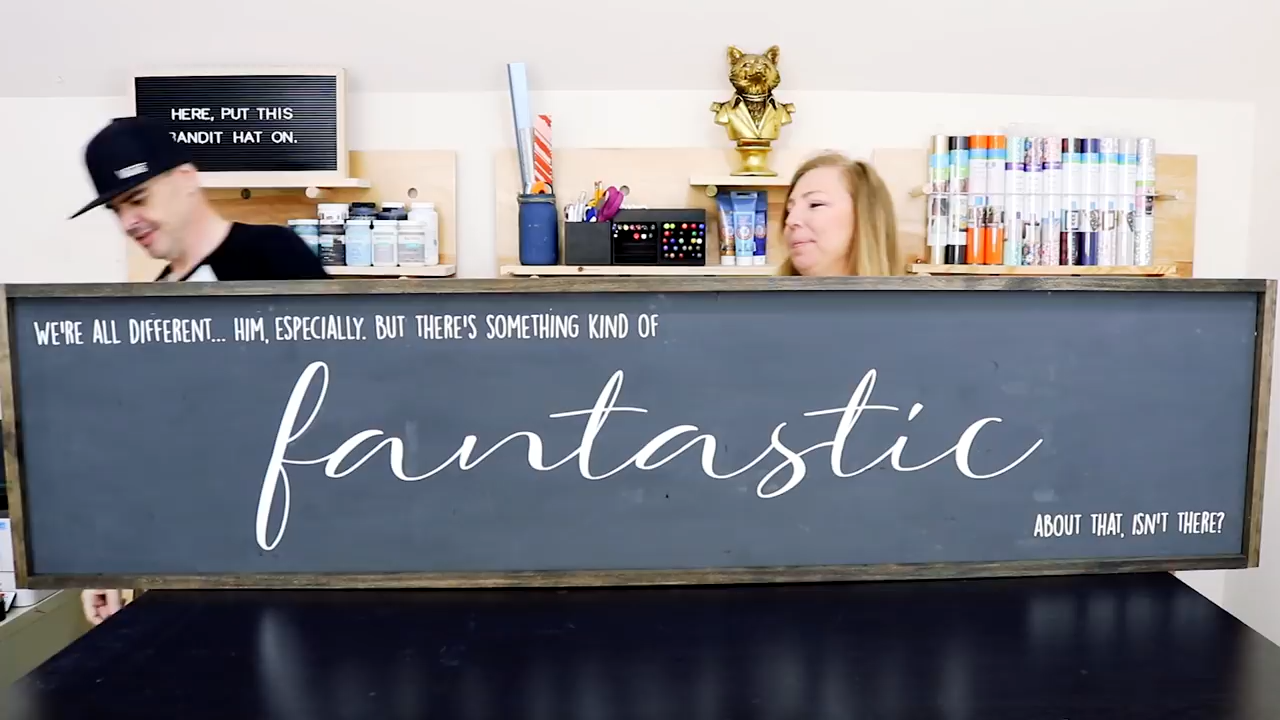 HERE, PUT THIS
BANDIT HAT ON.
WE'RE ALL DIFFERENT... HIM, ESPECIALLY. BUT THERE'S SOMETHING KIND OF
fantastic
ABOUT THAT, ISN'T THERE?